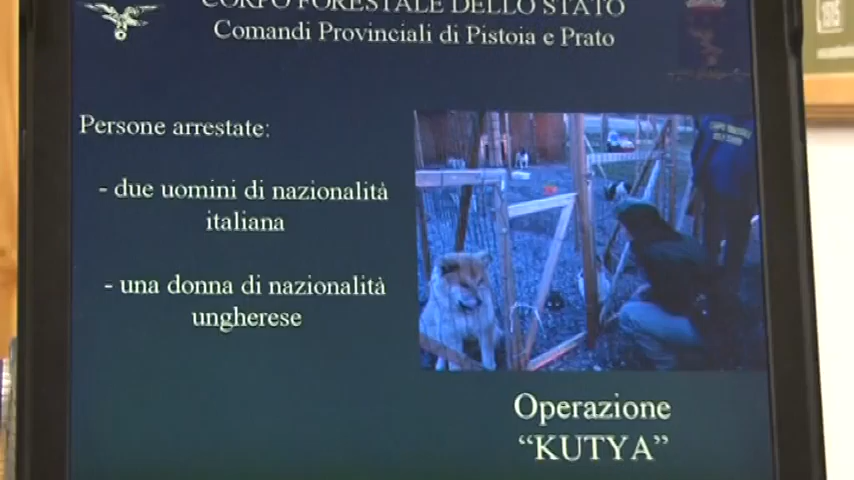 CORPO FORESTALE DELLO STATO
Comandi Provinciali di Pistoia e Prato
Persone arrestate:
- due uomini di nazionalità
italiana
- una donna di nazionalità
ungherese
Operazione
“KUTYA”